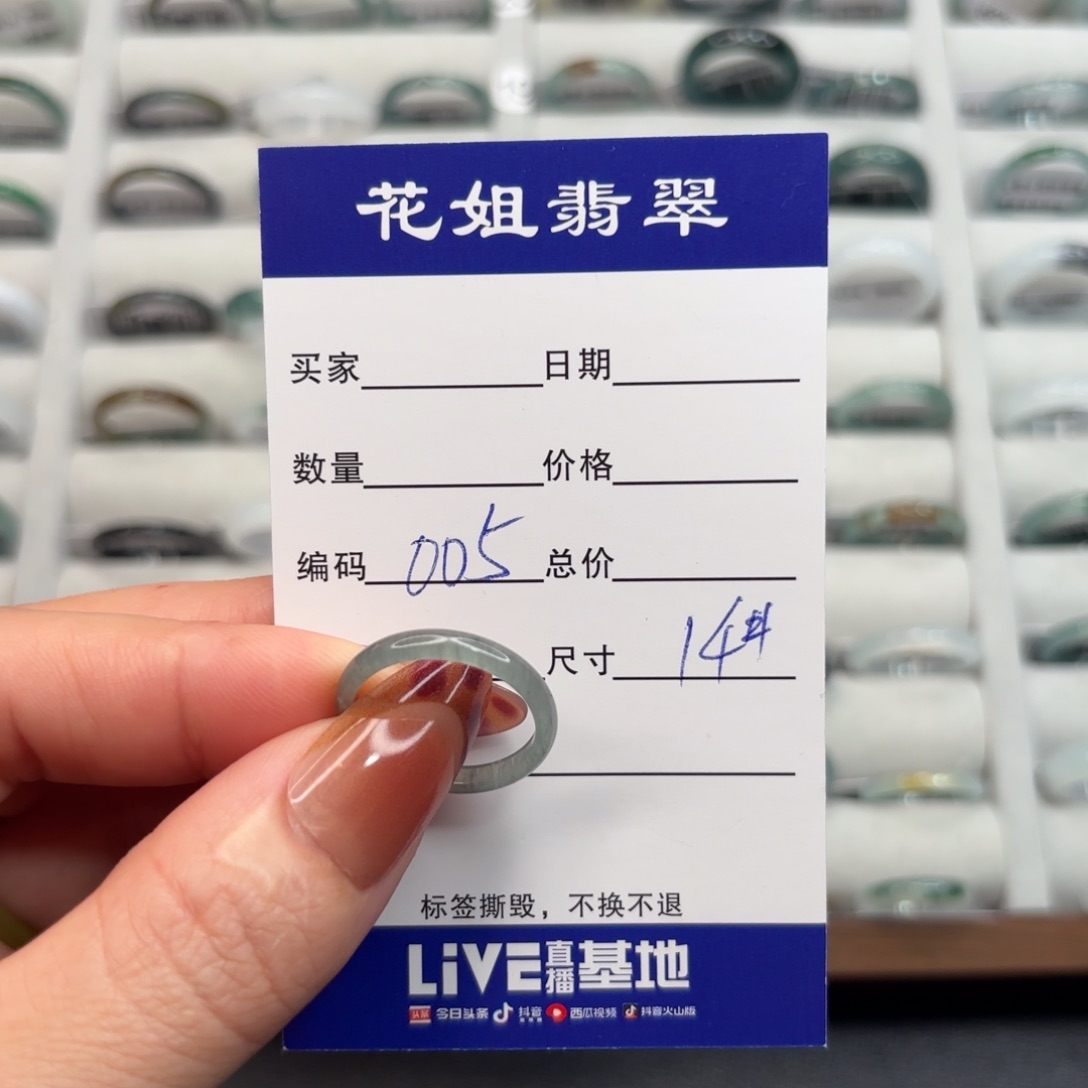 花姐翡翠
买家 日期
数量 价格
编码 005 总价
尺寸 14#
标签撕毁，不换不退
LiVE直播基地
头条 今日头条 抖音 西瓜视频 抖音火山版